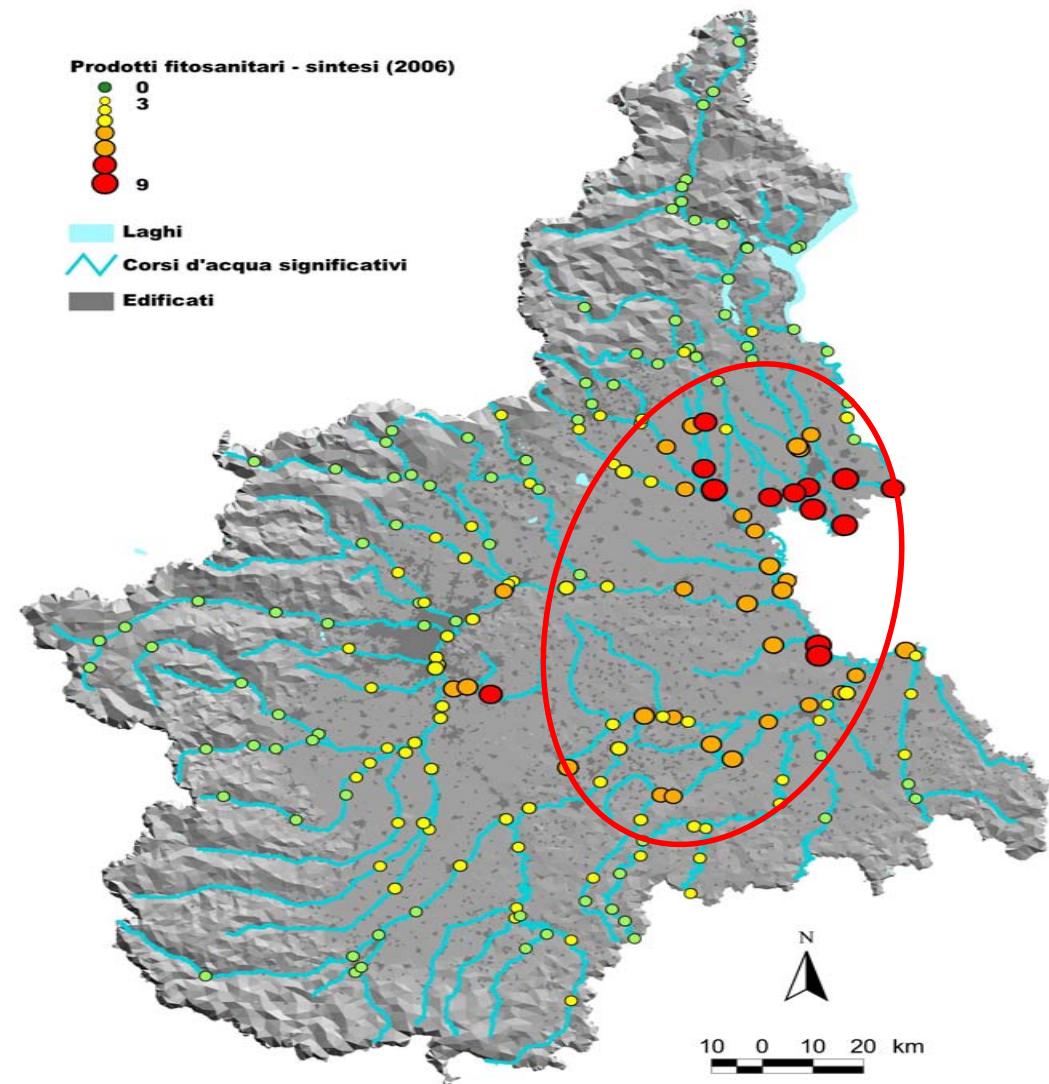 Prodotti fitosanitari - sintesi (2006)
0
3
9
Laghi
Corsi d'acqua significativi
Edificati
N
10 0 10 20 km